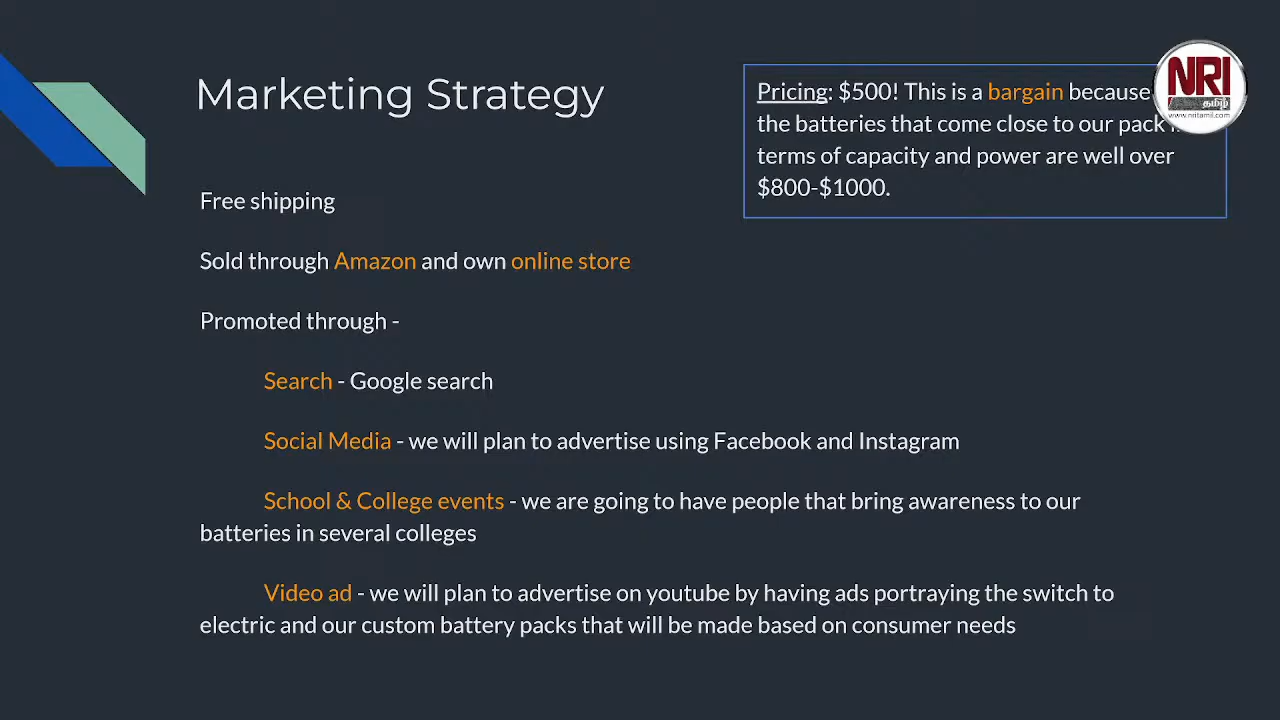 Marketing Strategy
Pricing: $500! This is a bargain because
the batteries that come close to our pack
terms of capacity and power are well over
$800-$1000.
NRI
தமிழ்
www.nritamil.com
Free shipping
Sold through Amazon and own online store
Promoted through -
Search - Google search
Social Media - we will plan to advertise using Facebook and Instagram
School & College events - we are going to have people that bring awareness to our
batteries in several colleges
Video ad - we will plan to advertise on youtube by having ads portraying the switch to
electric and our custom battery packs that will be made based on consumer needs